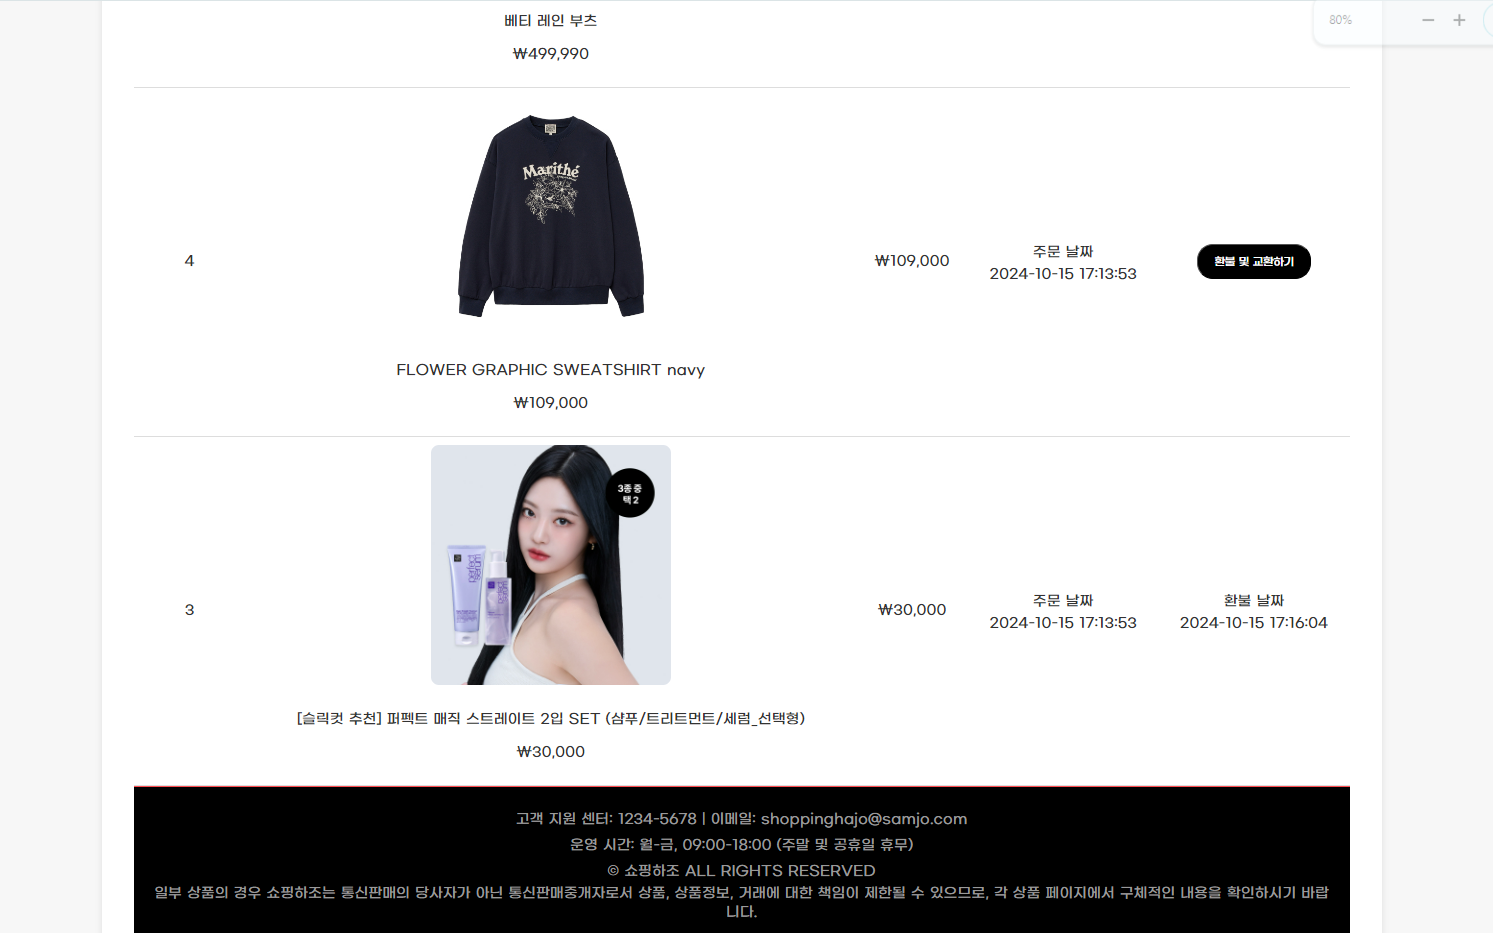 베티 레인 부츠
₩499,990
80%
Marithé
4
₩109,000
주문 날짜
2024-10-15 17:13:53
환불 및 교환하기
FLOWER GRAPHIC SWEATSHIRT navy
₩109,000
3종 중
택 2
perfect
serum
perfect
serum
3
₩30,000
주문 날짜
2024-10-15 17:13:53
환불 날짜
2024-10-15 17:16:04
[슬릭컷 추천] 퍼펙트 매직 스트레이트 2입 SET (샴푸/트리트먼트/세럼_선택형)
₩30,000
고객 지원 센터: 1234-5678 | 이메일: shoppinghajo@samjo.com
운영 시간: 월-금, 09:00-18:00 (주말 및 공휴일 휴무)
© 쇼핑하조 ALL RIGHTS RESERVED
일부 상품의 경우 쇼핑하조는 통신판매의 당사자가 아닌 통신판매중개자로서 상품, 상품정보, 거래에 대한 책임이 제한될 수 있으므로, 각 상품 페이지에서 구체적인 내용을 확인하시기 바랍
니다.